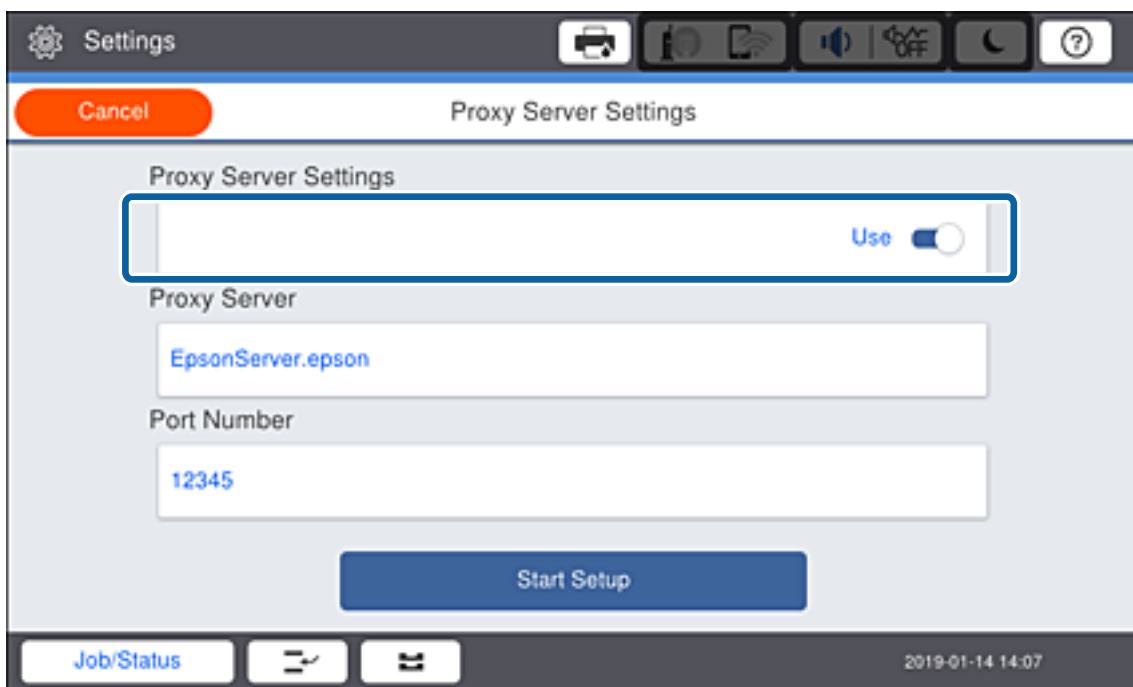 Settings
OFF
?
Cancel
Proxy Server Settings
Proxy Server Settings
Use
Proxy Server
EpsonServer.epson
Port Number
12345
Start Setup
Job/Status
2019-01-14 14:07